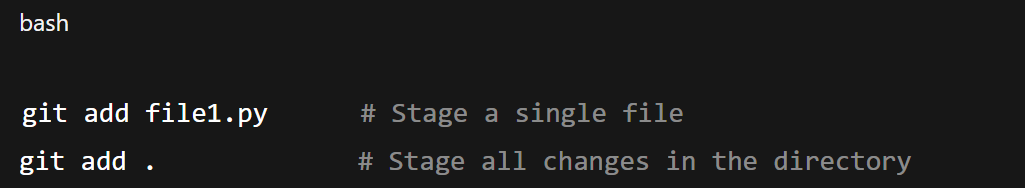 bash
git add file1.py      # Stage a single file
git add .             # Stage all changes in the directory